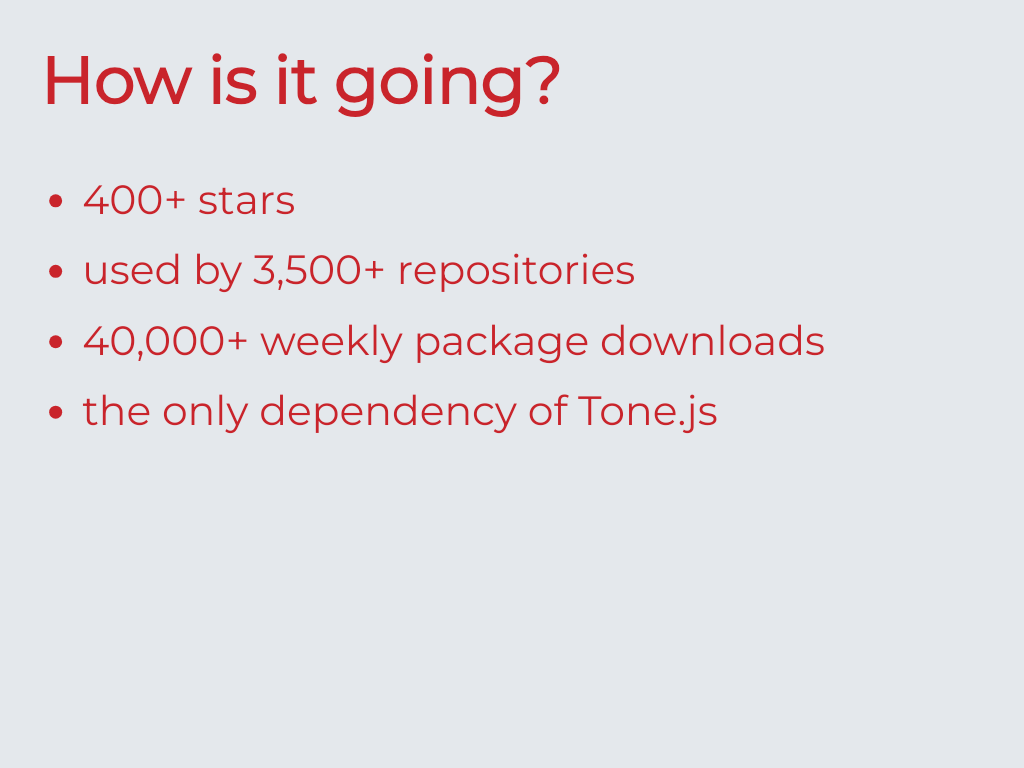 How is it going?
• 400+ stars
• used by 3,500+ repositories
• 40,000+ weekly package downloads
• the only dependency of Tone.js